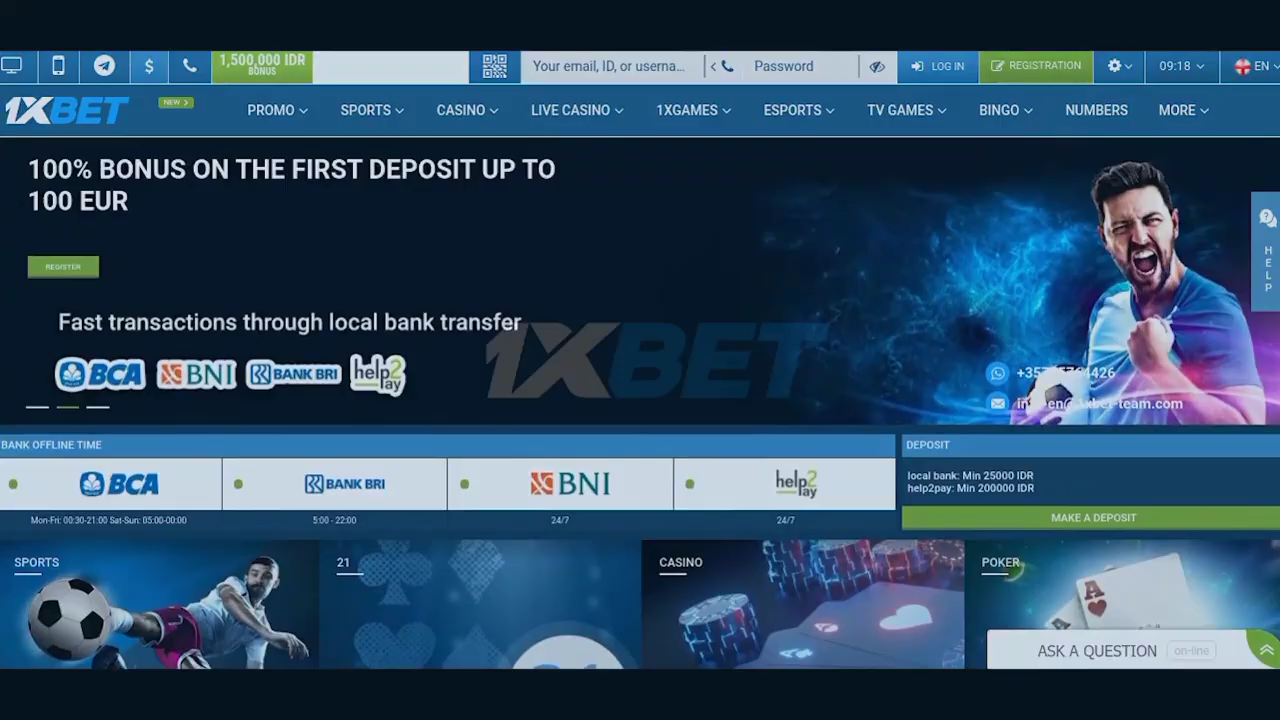 $
1,500,000 IDR
BONUS
Your email, ID, or userna...
Password
LOG IN
REGISTRATION
09:18
EN
1XBET
NEW
PROMO
SPORTS
CASINO
LIVE CASINO
1XGAMES
ESPORTS
TV GAMES
BINGO
NUMBERS
MORE
100% BONUS ON THE FIRST DEPOSIT UP TO
100 EUR
REGISTER
HELP
Fast transactions through local bank transfer
1XBET
BCA
BNI
BANK BRI
help2pay
BANK OFFLINE TIME
DEPOSIT
BCA
BANK BRI
BNI
help2pay
local bank: Min 25000 IDR
help2pay: Min 200000 IDR
Mon-Fri: 00:30-21:00 Sat-Sun: 05:00-00:00
5:00 - 22:00
24/7
24/7
MAKE A DEPOSIT
SPORTS
21
CASINO
POKER
A
A
ASK A QUESTION
on-line